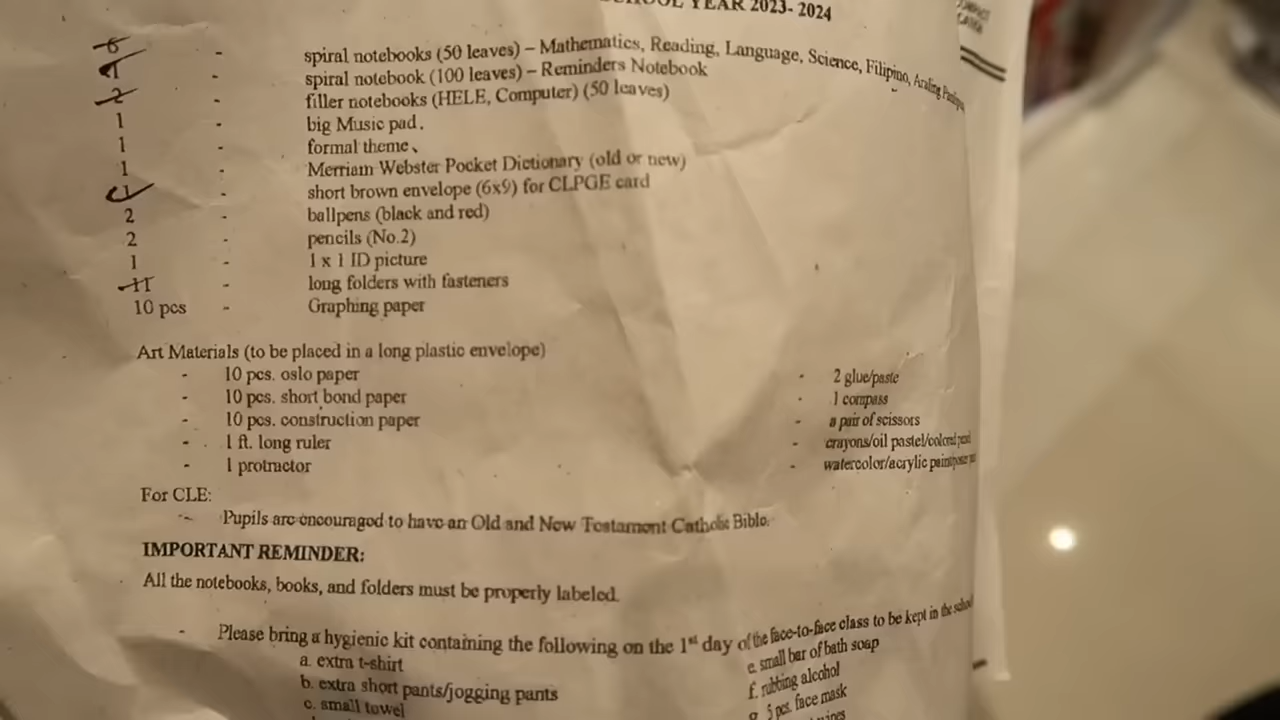 SCHOOL YEAR 2023- 2024
6 - spiral notebooks (50 leaves) – Mathematics, Reading, Language, Science, Filipino, Araling
1 - spiral notebook (100 leaves) – Reminders Notebook
2 - filler notebooks (HELE, Computer) (50 leaves)
1 - big Music pad.
1 - formal theme
1 - Merriam Webster Pocket Dictionary (old or new)
1 - short brown envelope (6x9) for CLPGE card
2 - ballpens (black and red)
2 - pencils (No.2)
1 - 1 x 1 ID picture
11 - long folders with fasteners
10 pcs - Graphing paper
Art Materials (to be placed in a long plastic envelope)
- 10 pcs. oslo paper
- 10 pcs. short bond paper
- 10 pcs. construction paper
- 1 ft. long ruler
- 1 protractor
- 2 glue/paste
- 1 compass
- a pair of scissors
- crayons/oil pastel/colored
- watercolor/acrylic
For CLE:
- Pupils are encouraged to have an Old and New Testament Catholic Bible.
IMPORTANT REMINDER:
All the notebooks, books, and folders must be properly labeled.
- Please bring a hygienic kit containing the following on the 1st day of the face-to-face class to be kept in the school
a. extra t-shirt
b. extra short pants/jogging pants
c. small towel
e. small bar of bath soap
f. rubbing alcohol
g. 5 pcs. face mask